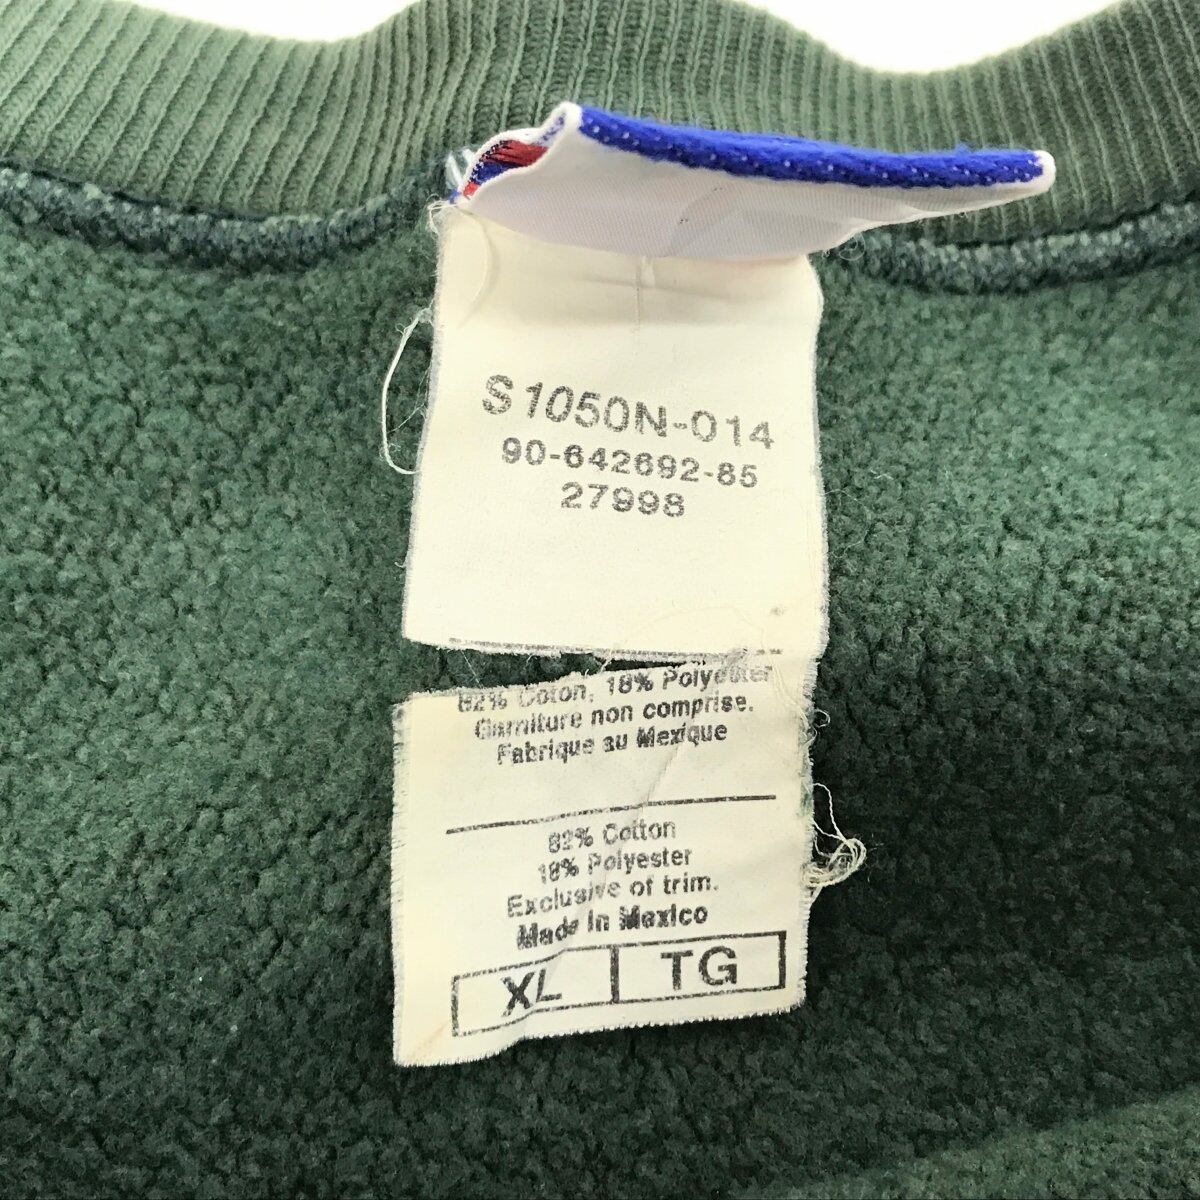 S1050N-014
90-642692-85
27998
82% Coton, 18% Polyester
Garniture non comprise.
Fabrique au Mexique
82% Cotton
18% Polyester
Exclusive of trim.
Made In Mexico
XL TG